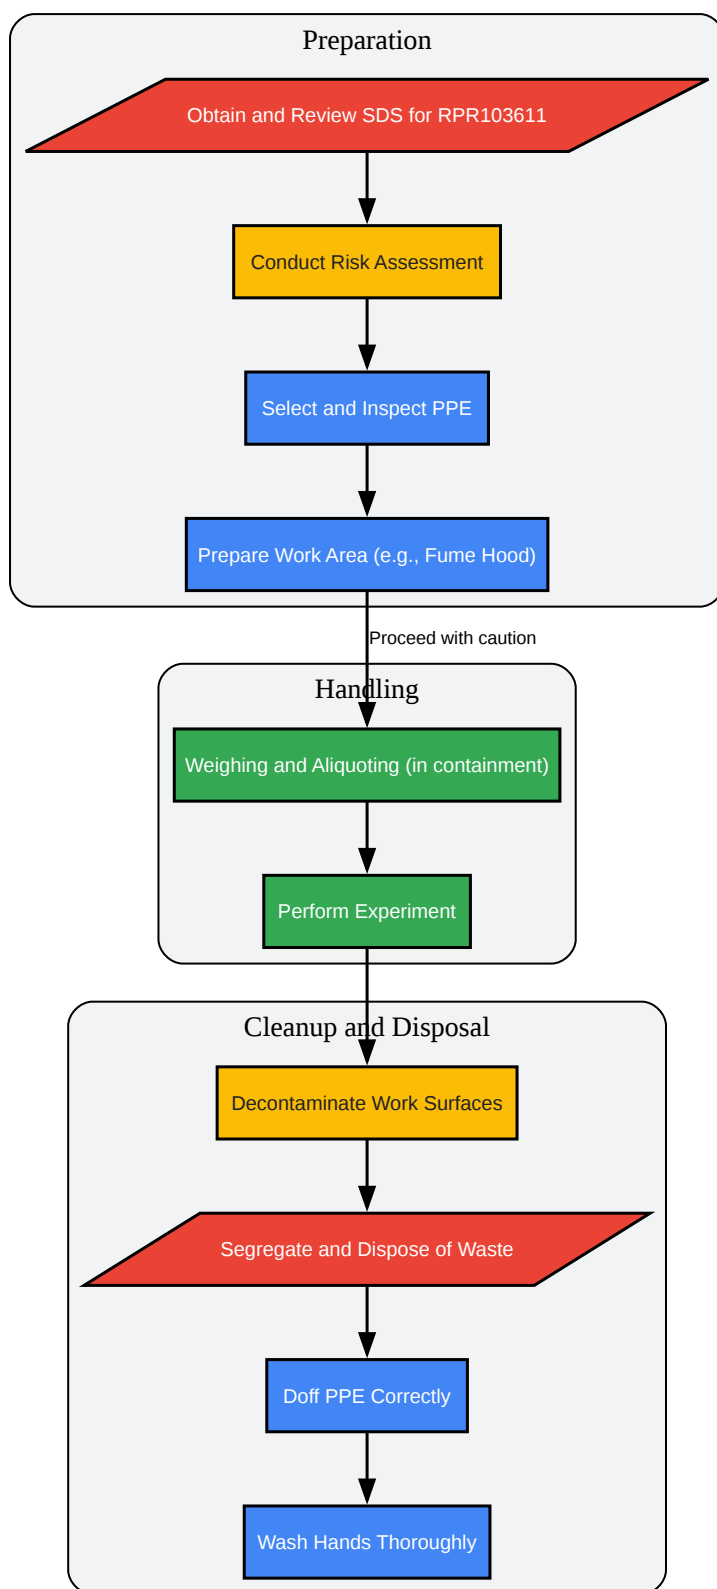 Preparation
Obtain and Review SDS for RPR103611
Conduct Risk Assessment
Select and Inspect PPE
Prepare Work Area (e.g., Fume Hood)
Proceed with caution
Handling
Weighing and Aliquoting (in containment)
Perform Experiment
Cleanup and Disposal
Decontaminate Work Surfaces
Segregate and Dispose of Waste
Doff PPE Correctly
Wash Hands Thoroughly